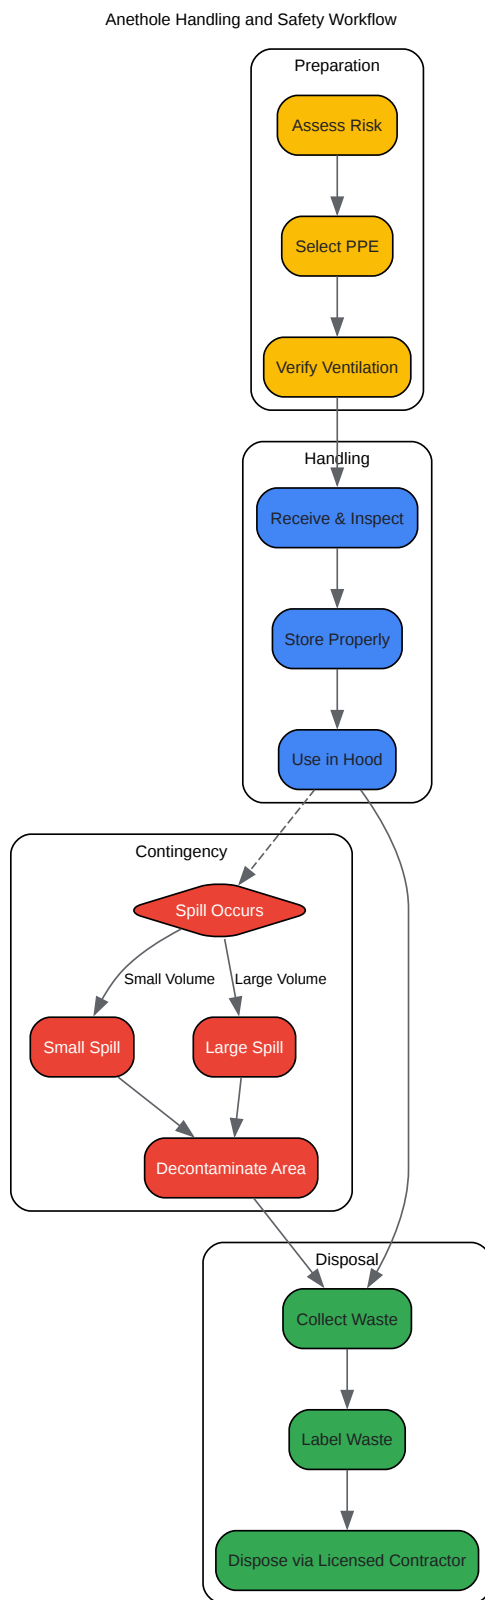 Anethole Handling and Safety Workflow
Preparation
Assess Risk
Select PPE
Verify Ventilation
Handling
Receive & Inspect
Store Properly
Use in Hood
Contingency
Spill Occurs
Small Volume
Large Volume
Small Spill
Large Spill
Decontaminate Area
Disposal
Collect Waste
Label Waste
Dispose via Licensed Contractor